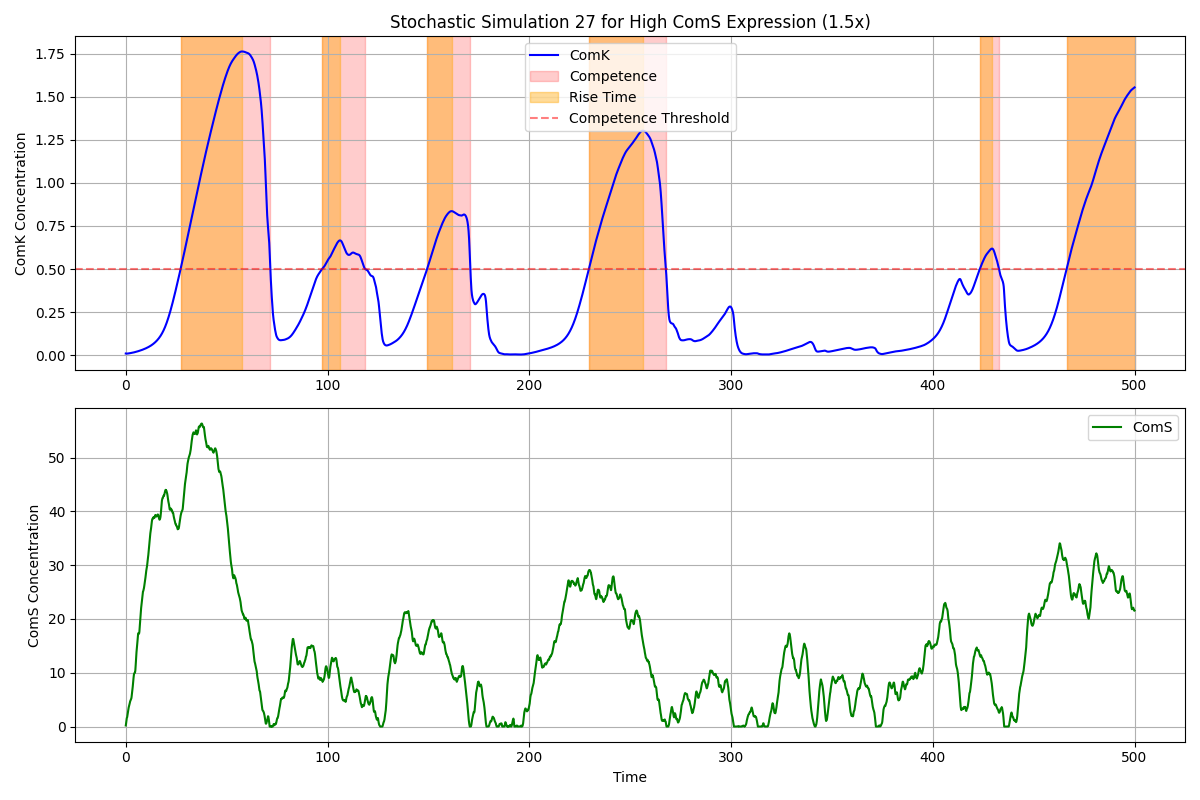 Stochastic Simulation 27 for High ComS Expression (1.5x)
ComK Concentration
1.75
1.50
1.25
1.00
0.75
0.50
0.25
0.00
ComK
Competence
Rise Time
Competence Threshold
0 100 200 300 400 500
ComS Concentration
50
40
30
20
10
0
ComS
0 100 200 300 400 500
Time